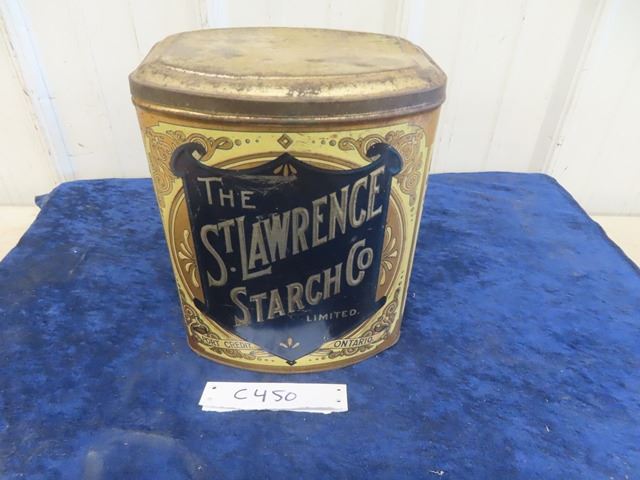 THE
ST. LAWRENCE
STARCH CO
LIMITED.
PORT CREDIT, ONTARIO.
C450